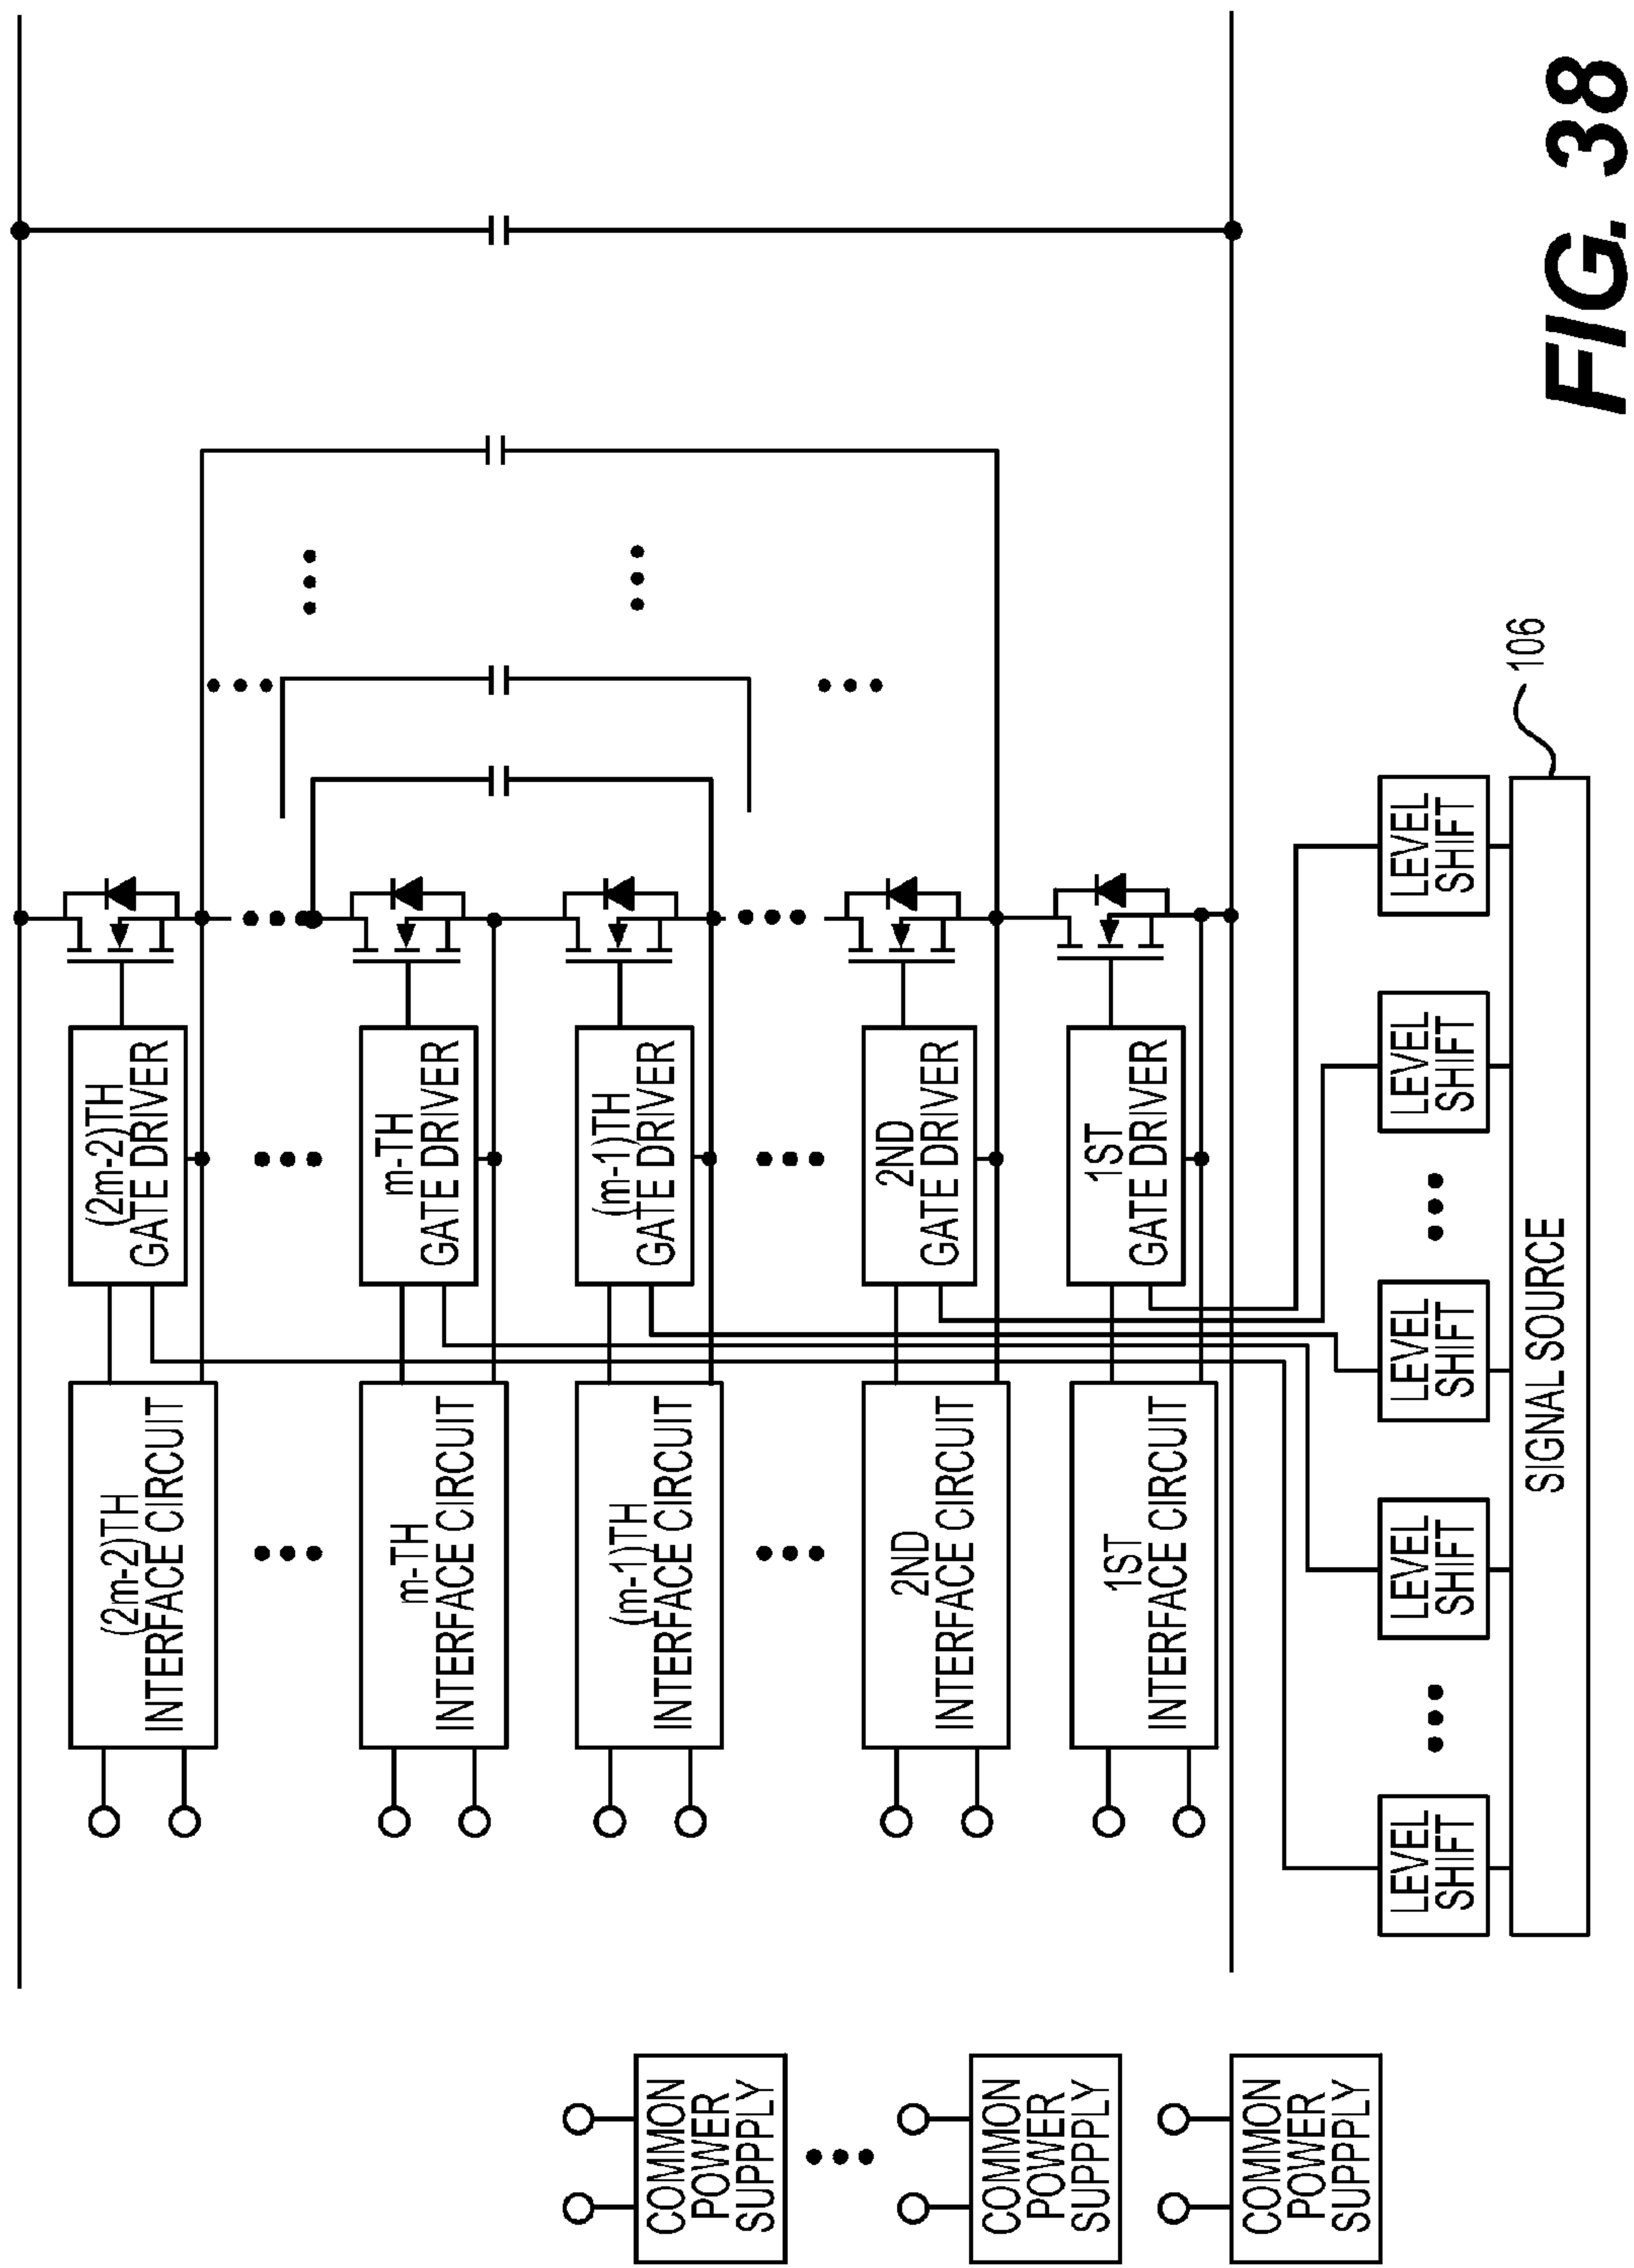 (2m-2)TH
INTERFACE CIRCUIT
(2m-2)TH
GATE DRIVER
m-TH
INTERFACE CIRCUIT
m-TH
GATE DRIVER
(m-1)TH
INTERFACE CIRCUIT
(m-1)TH
GATE DRIVER
2ND
INTERFACE CIRCUIT
2ND
GATE DRIVER
1ST
INTERFACE CIRCUIT
1ST
GATE DRIVER
COMMON
POWER
SUPPPLY
COMMON
POWER
SUPPPLY
COMMON
POWER
SUPPPLY
LEVEL
SHIFT
LEVEL
SHIFT
LEVEL
SHIFT
LEVEL
SHIFT
LEVEL
SHIFT
SIGNAL SOURCE
106
FIG. 38